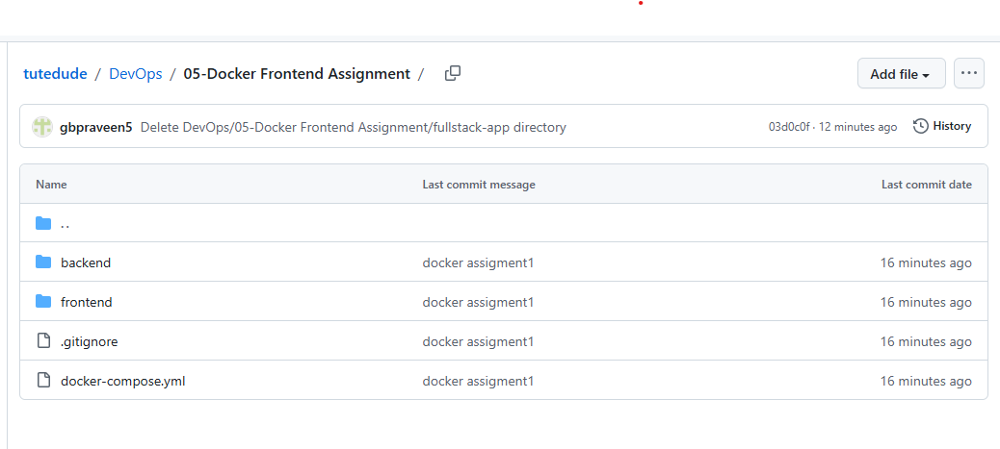 tutedude / DevOps / 05-Docker Frontend Assignment / Add file ...
gbpraveen5 Delete DevOps/05-Docker Frontend Assignment/fullstack-app directory 03d0c0f · 12 minutes ago History
Name Last commit message Last commit date
..
backend docker assigment1 16 minutes ago
frontend docker assigment1 16 minutes ago
.gitignore docker assigment1 16 minutes ago
docker-compose.yml docker assigment1 16 minutes ago